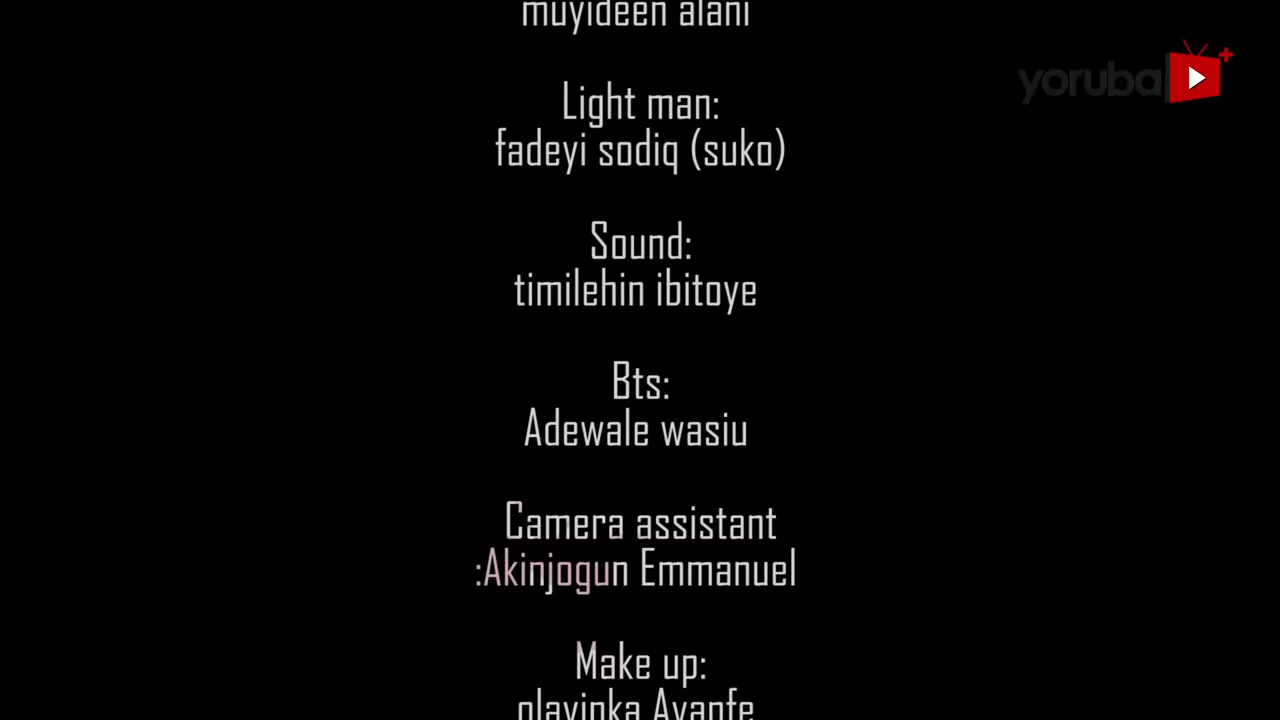 muyideen alani
yoruba
Light man:
fadeyi sodiq (suko)
Sound:
timilehin ibitoye
Bts:
Adewale wasiu
Camera assistant
:Akinjogun Emmanuel
Make up:
olayinka Ayanfe